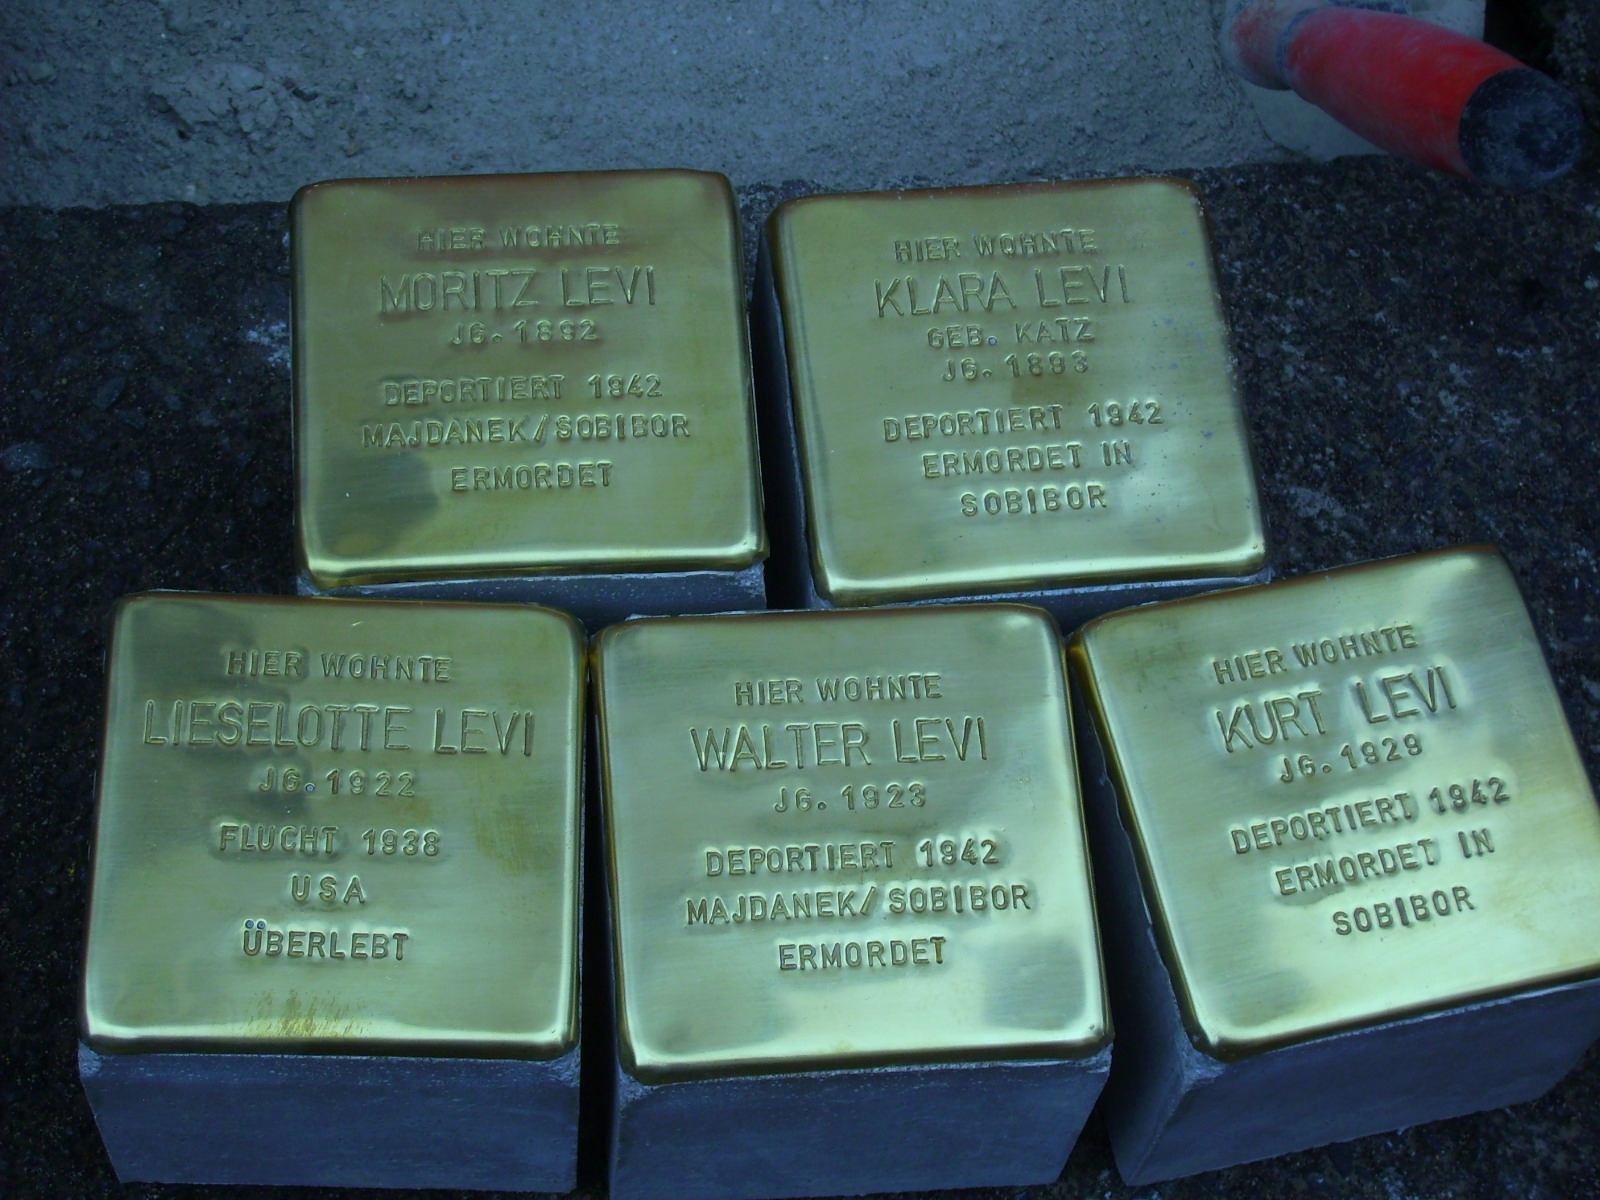 HIER WOHNTE
MORITZ LEVI
JG. 1892
DEPORTIERT 1942
MAJDANEK/SOBIBOR
ERMORDET
HIER WOHNTE
KLARA LEVI
GEB. KATZ
JG. 1893
DEPORTIERT 1942
ERMORDET IN
SOBIBOR
HIER WOHNTE
LIESELOTTE LEVI
JG. 1922
FLUCHT 1938
USA
ÜBERLEBT
HIER WOHNTE
WALTER LEVI
JG. 1923
DEPORTIERT 1942
MAJDANEK/SOBIBOR
ERMORDET
HIER WOHNTE
KURT LEVI
JG. 1929
DEPORTIERT 1942
ERMORDET IN
SOBIBOR